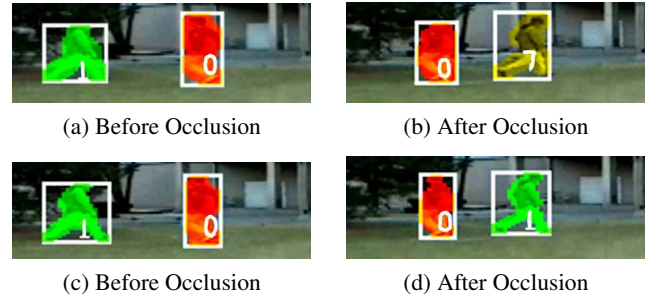 1 0
0 7
(a) Before Occlusion
(b) After Occlusion
1 0
0 1
(c) Before Occlusion
(d) After Occlusion